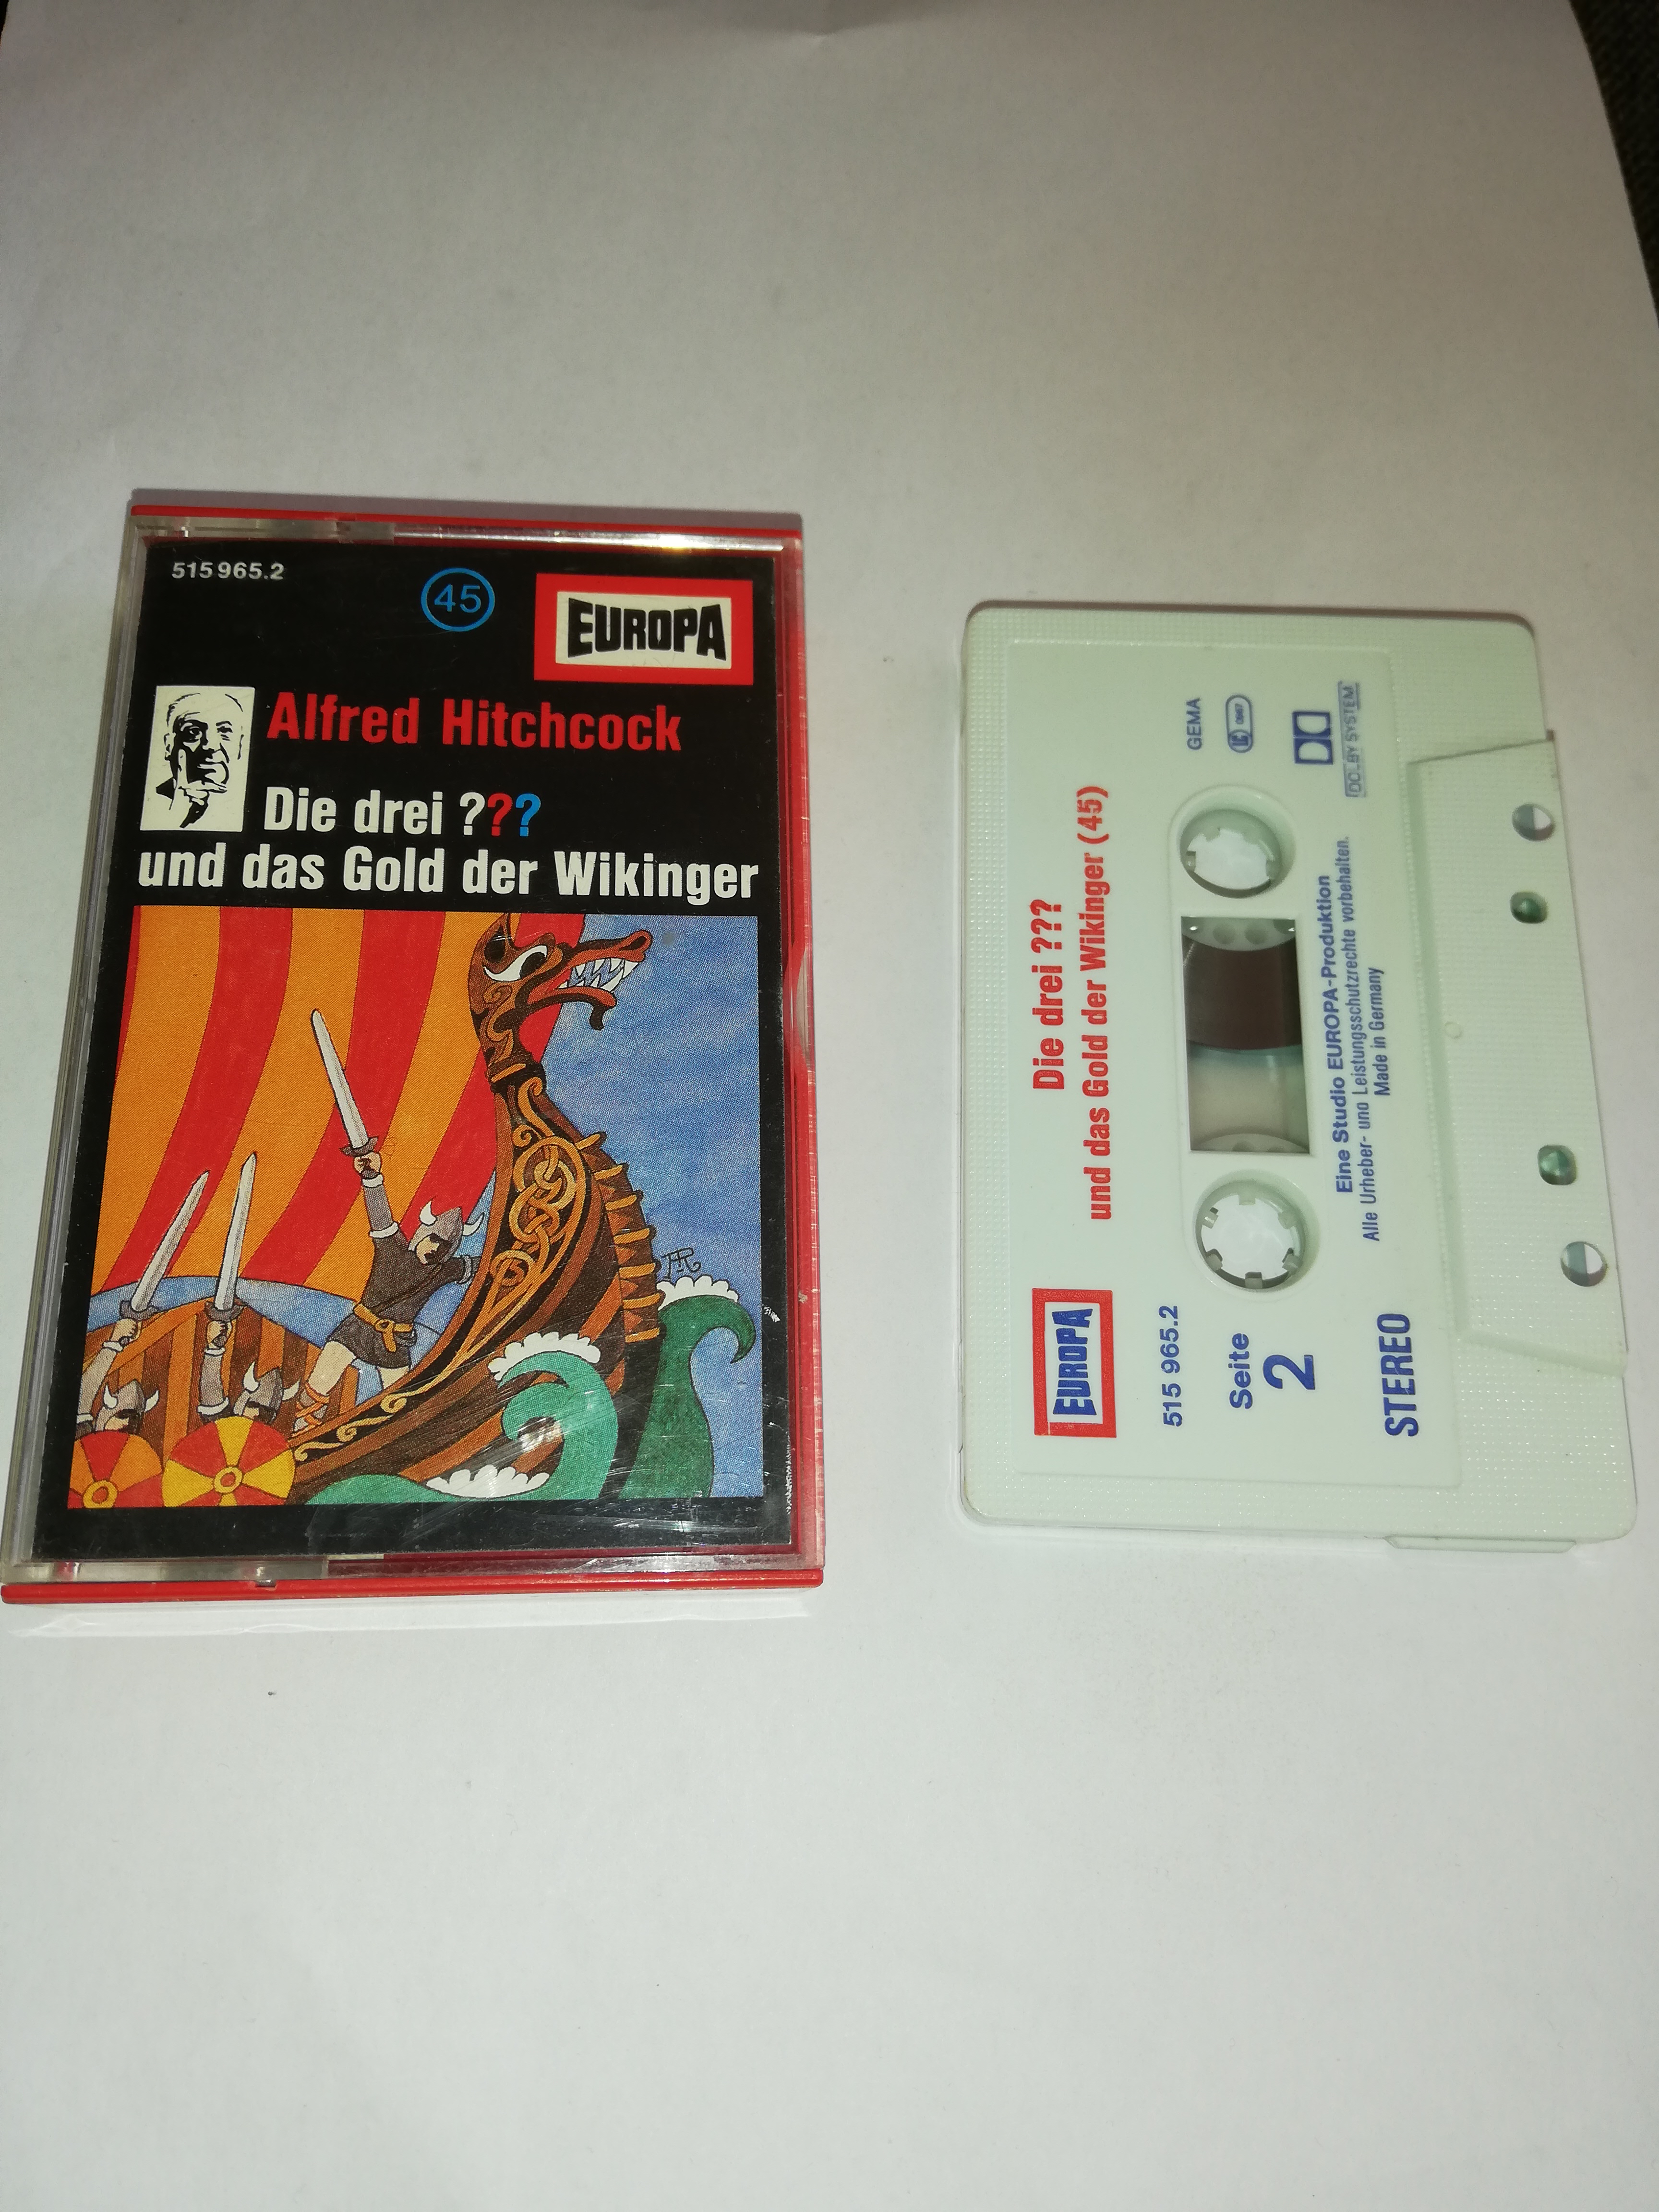 515 965.2
45
EUROPA
Alfred Hitchcock
Die drei ???
und das Gold der Wikinger
Die drei ???
und das Gold der Wikinger (45)
EUROPA
515 965.2
GEMA
Seite
2
Eine Studio EUROPA-Produktion
Alle Urheber- und Leistungsschutzrechte vorbehalten.
Made in Germany
DOLBY SYSTEM
STEREO